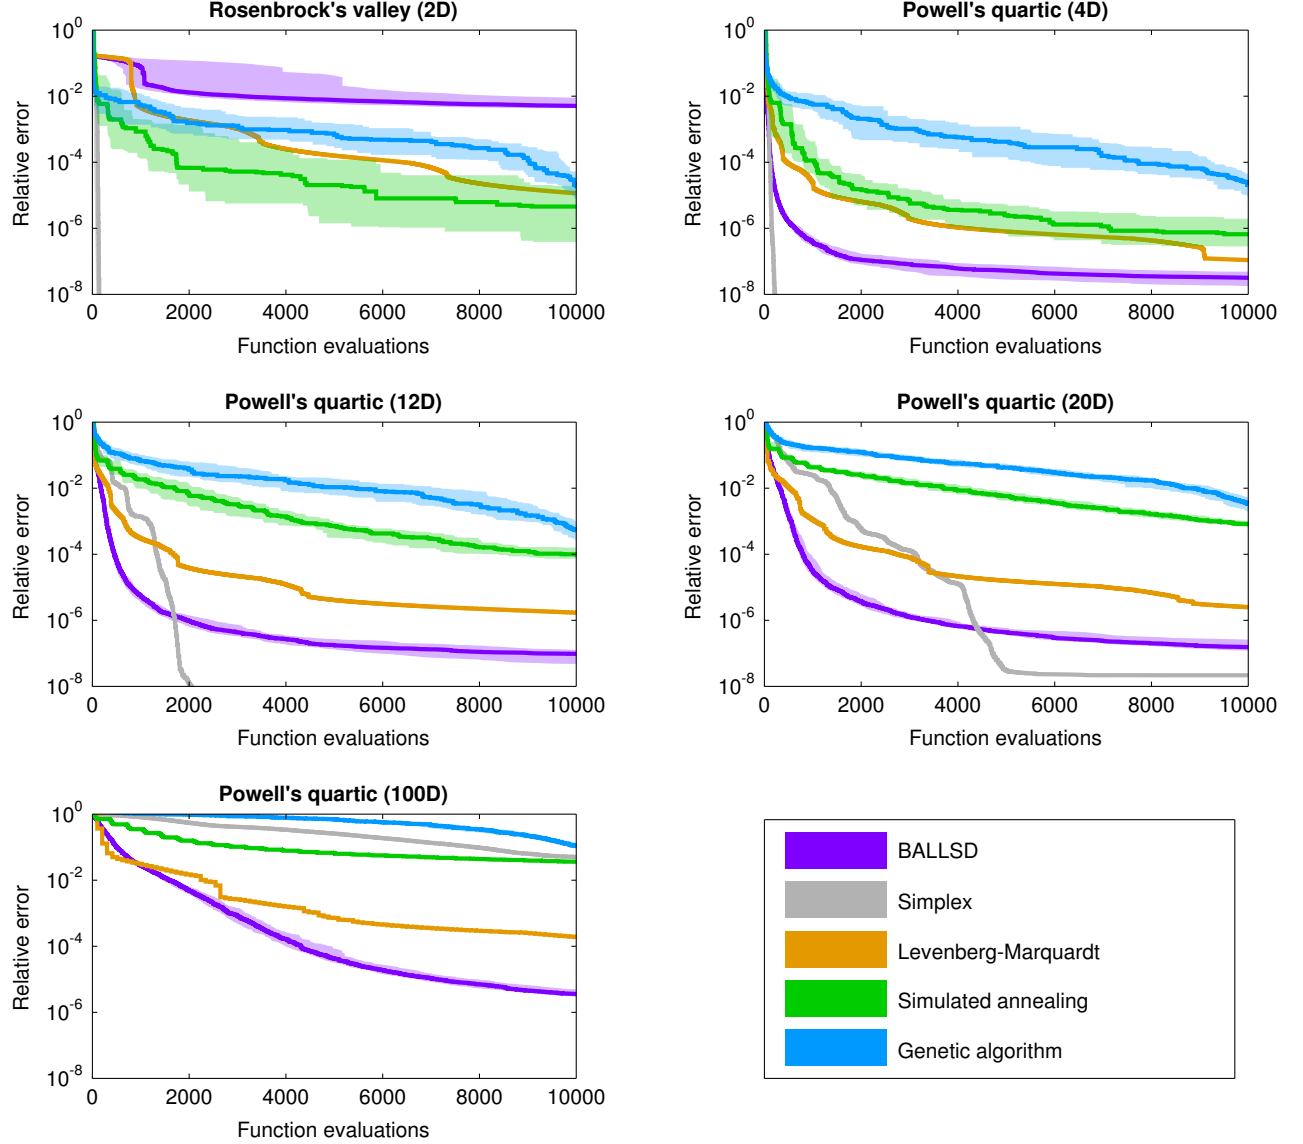 Rosenbrock's valley (2D)
Relative error
10^0
10^-2
10^-4
10^-6
10^-8
0 2000 4000 6000 8000 10000
Function evaluations
Powell's quartic (4D)
Relative error
10^0
10^-2
10^-4
10^-6
10^-8
0 2000 4000 6000 8000 10000
Function evaluations
Powell's quartic (12D)
Relative error
10^0
10^-2
10^-4
10^-6
10^-8
0 2000 4000 6000 8000 10000
Function evaluations
Powell's quartic (20D)
Relative error
10^0
10^-2
10^-4
10^-6
10^-8
0 2000 4000 6000 8000 10000
Function evaluations
Powell's quartic (100D)
Relative error
10^0
10^-2
10^-4
10^-6
10^-8
0 2000 4000 6000 8000 10000
Function evaluations
BALLSD
Simplex
Levenberg-Marquardt
Simulated annealing
Genetic algorithm